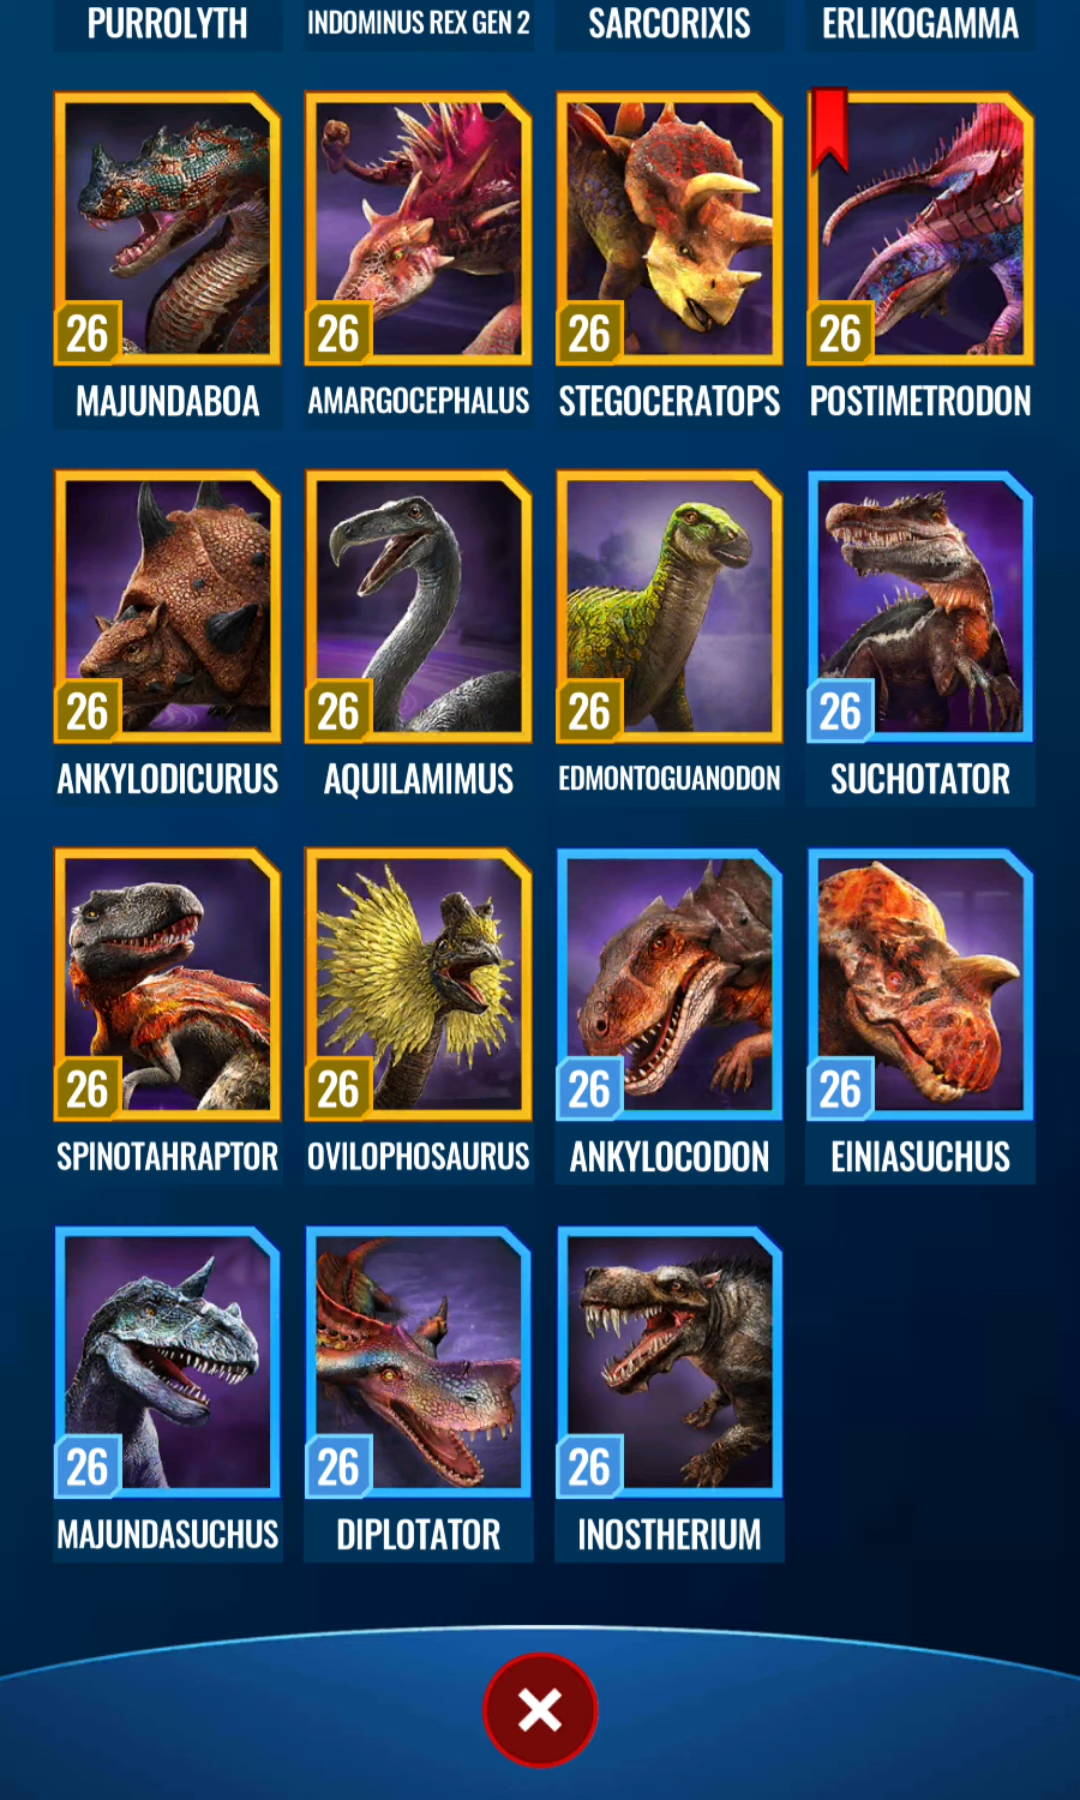 PURROLYTH
INDOMINUS REX GEN 2
SARCORIXIS
ERLIKOGAMMA
26
26
26
26
MAJUNDABOA
AMARGOCEPHALUS
STEGOCERATOPS
POSTIMETRODON
26
26
26
26
ANKYLODICURUS
AQUILAMIMUS
EDMONTOGUANODON
SUCHOTATOR
26
26
26
26
SPINOTAHRAPTOR
OVILOPHOSAURUS
ANKYLOCODON
EINIASUCHUS
26
26
26
MAJUNDASUCHUS
DIPLOTATOR
INOSTHERIUM